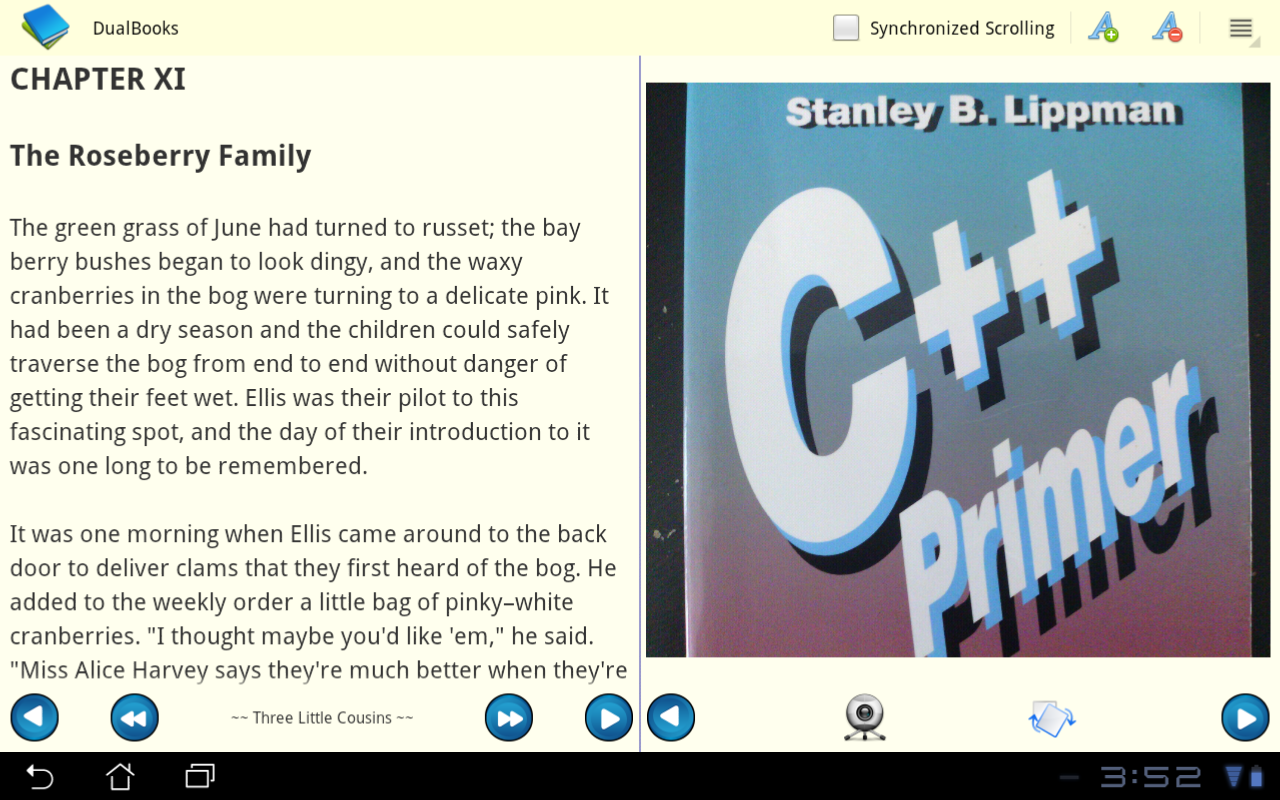 DualBooks
Synchronized Scrolling
CHAPTER XI
The Roseberry Family
The green grass of June had turned to russet; the bay
berry bushes began to look dingy, and the waxy
cranberries in the bog were turning to a delicate pink. It
had been a dry season and the children could safely
traverse the bog from end to end without danger of
getting their feet wet. Ellis was their pilot to this
fascinating spot, and the day of their introduction to it
was one long to be remembered.
It was one morning when Ellis came around to the back
door to deliver clams that they first heard of the bog. He
added to the weekly order a little bag of pinky–white
cranberries. "I thought maybe you'd like 'em," he said.
"Miss Alice Harvey says they're much better when they're
~~ Three Little Cousins ~~
Stanley B. Lippman
C++
Primer
3:52